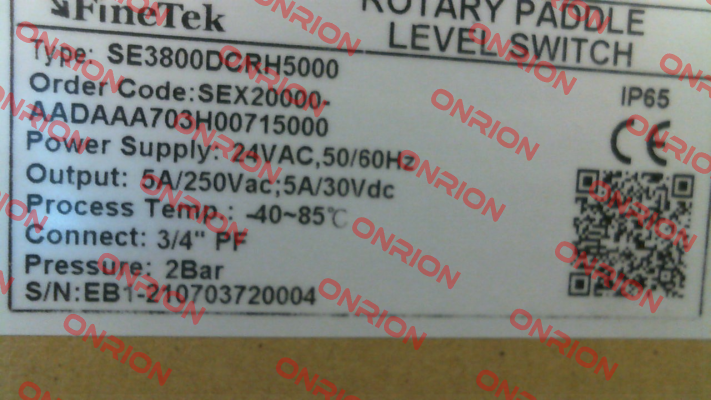 FineTek
ROTARY PADDLE
LEVEL SWITCH
Type: SE3800DCRH5000
Order Code:SEX20000-
AADAAA703H00715000
IP65
CE
Power Supply: 24VAC,50/60Hz
Output: 5A/250Vac;5A/30Vdc
Process Temp.: -40~85℃
Connect: 3/4" PF
Pressure: 2Bar
S/N:EB1-210703720004
ONRION